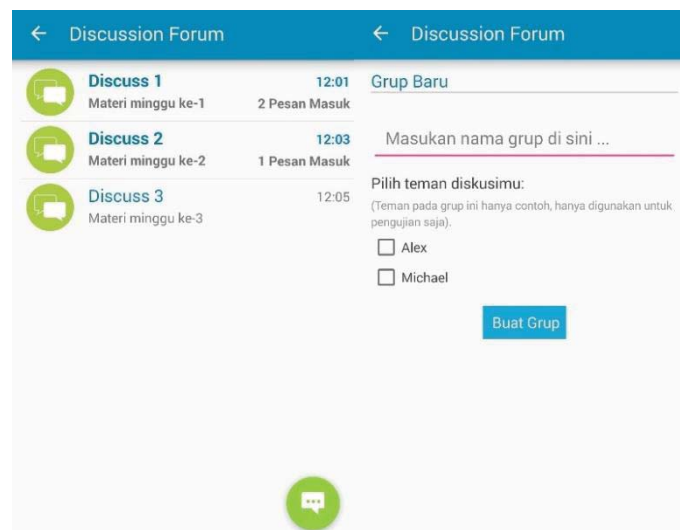 Discussion Forum
Discuss 1 12:01
Materi minggu ke-1 2 Pesan Masuk
Discuss 2 12:03
Materi minggu ke-2 1 Pesan Masuk
Discuss 3 12:05
Materi minggu ke-3
Discussion Forum
Grup Baru
Masukan nama grup di sini ...
Pilih teman diskusimu:
(Teman pada grup ini hanya contoh, hanya digunakan untuk
pengujian saja).
Alex
Michael
Buat Grup